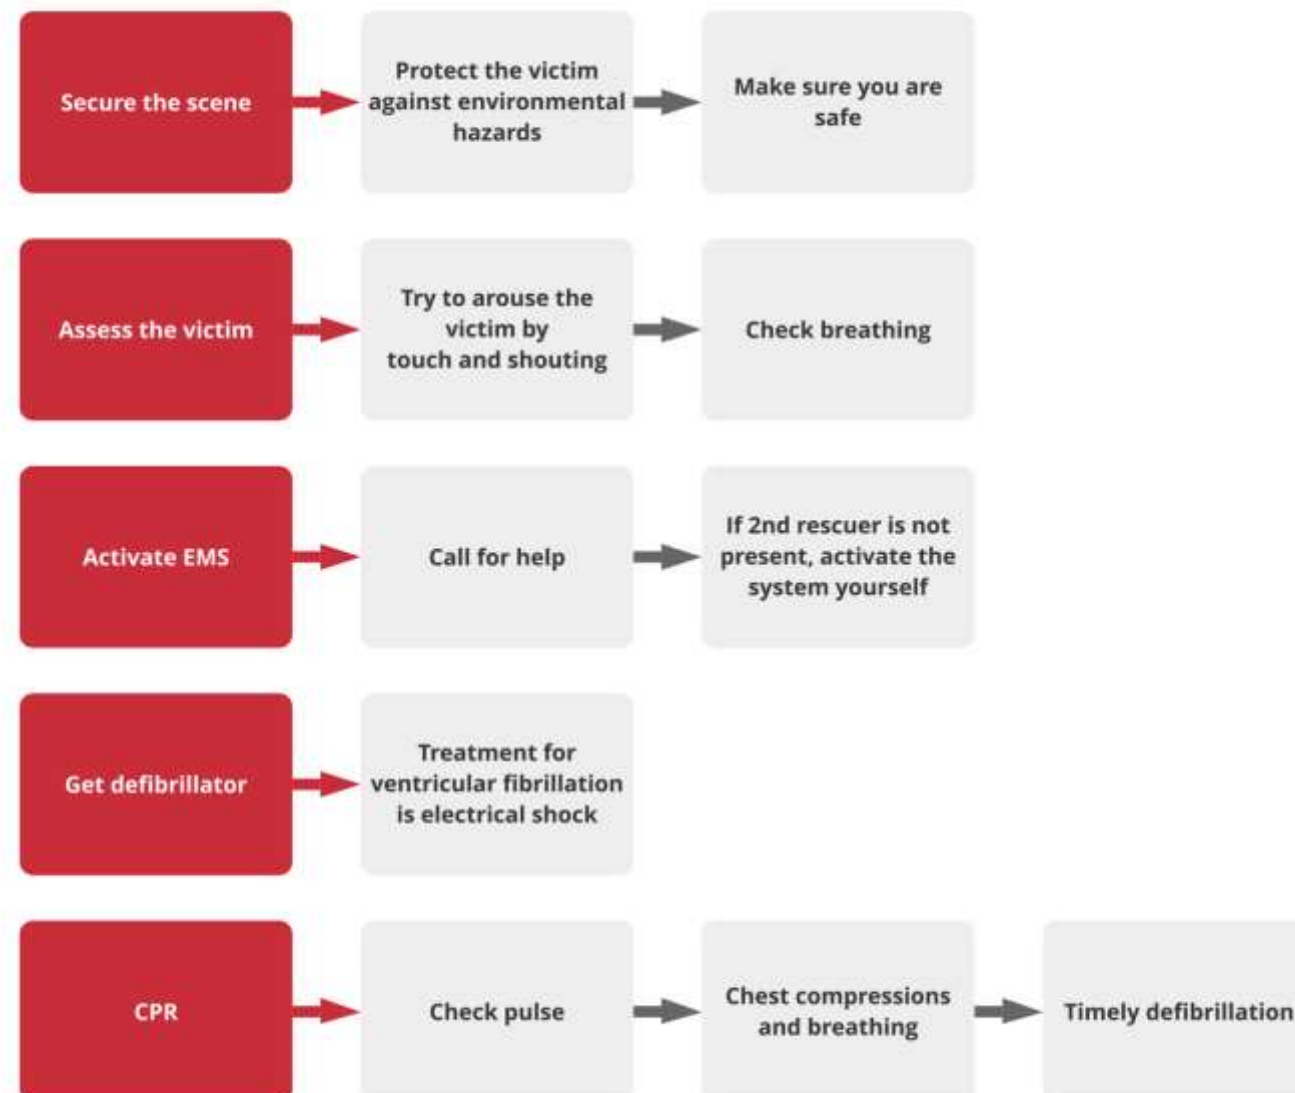 Secure the scene
Protect the victim
against environmental
hazards
Make sure you are
safe
Assess the victim
Try to arouse the
victim by
touch and shouting
Check breathing
Activate EMS
Call for help
If 2nd rescuer is not
present, activate the
system yourself
Get defibrillator
Treatment for
ventricular fibrillation
is electrical shock
CPR
Check pulse
Chest compressions
and breathing
Timely defibrillation